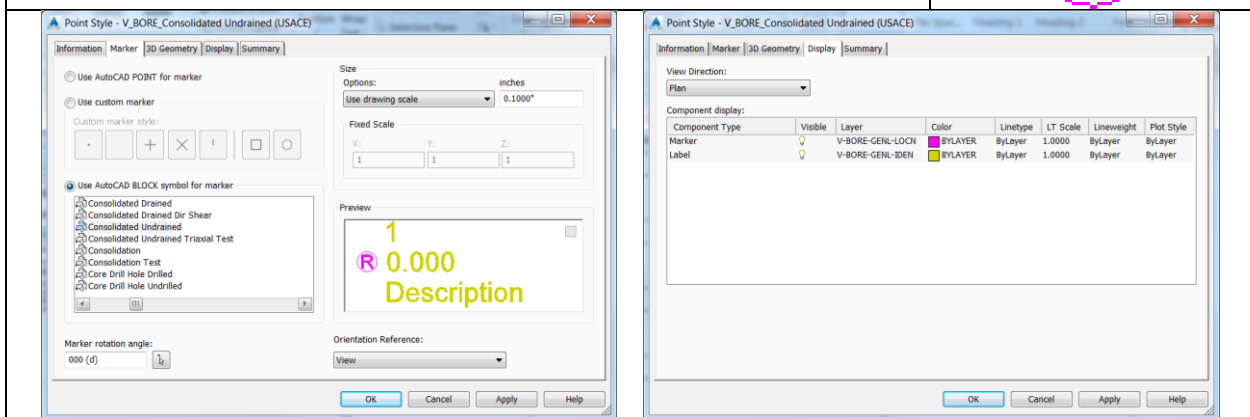 Point Style - V_BORE_Consolidated Undrained (USACE)
Information Marker 3D Geometry Display Summary
Use AutoCAD POINT for marker
Use custom marker
Custom marker style:
Use AutoCAD BLOCK symbol for marker
Consolidated Drained
Consolidated Drained Dir Shear
Consolidated Undrained
Consolidated Undrained Triaxial Test
Consolidation
Consolidation Test
Core Drill Hole Drilled
Core Drill Hole Undrilled
Marker rotation angle:
000 (d)
Size
Options: inches
Use drawing scale 0.1000"
Fixed Scale
X: Y: Z:
1 1 1
Preview
1
R 0.000
Description
Orientation Reference:
View
OK Cancel Apply Help
Point Style - V_BORE_Consolidated Undrained (USACE)
Information Marker 3D Geometry Display Summary
View Direction:
Plan
Component display:
Component Type Visible Layer Color Linetype LT Scale Lineweight Plot Style
Marker V-BORE-GENL-LOCN BYLAYER ByLayer 1.0000 ByLayer ByLayer
Label V-BORE-GENL-IDEN BYLAYER ByLayer 1.0000 ByLayer ByLayer
OK Cancel Apply Help